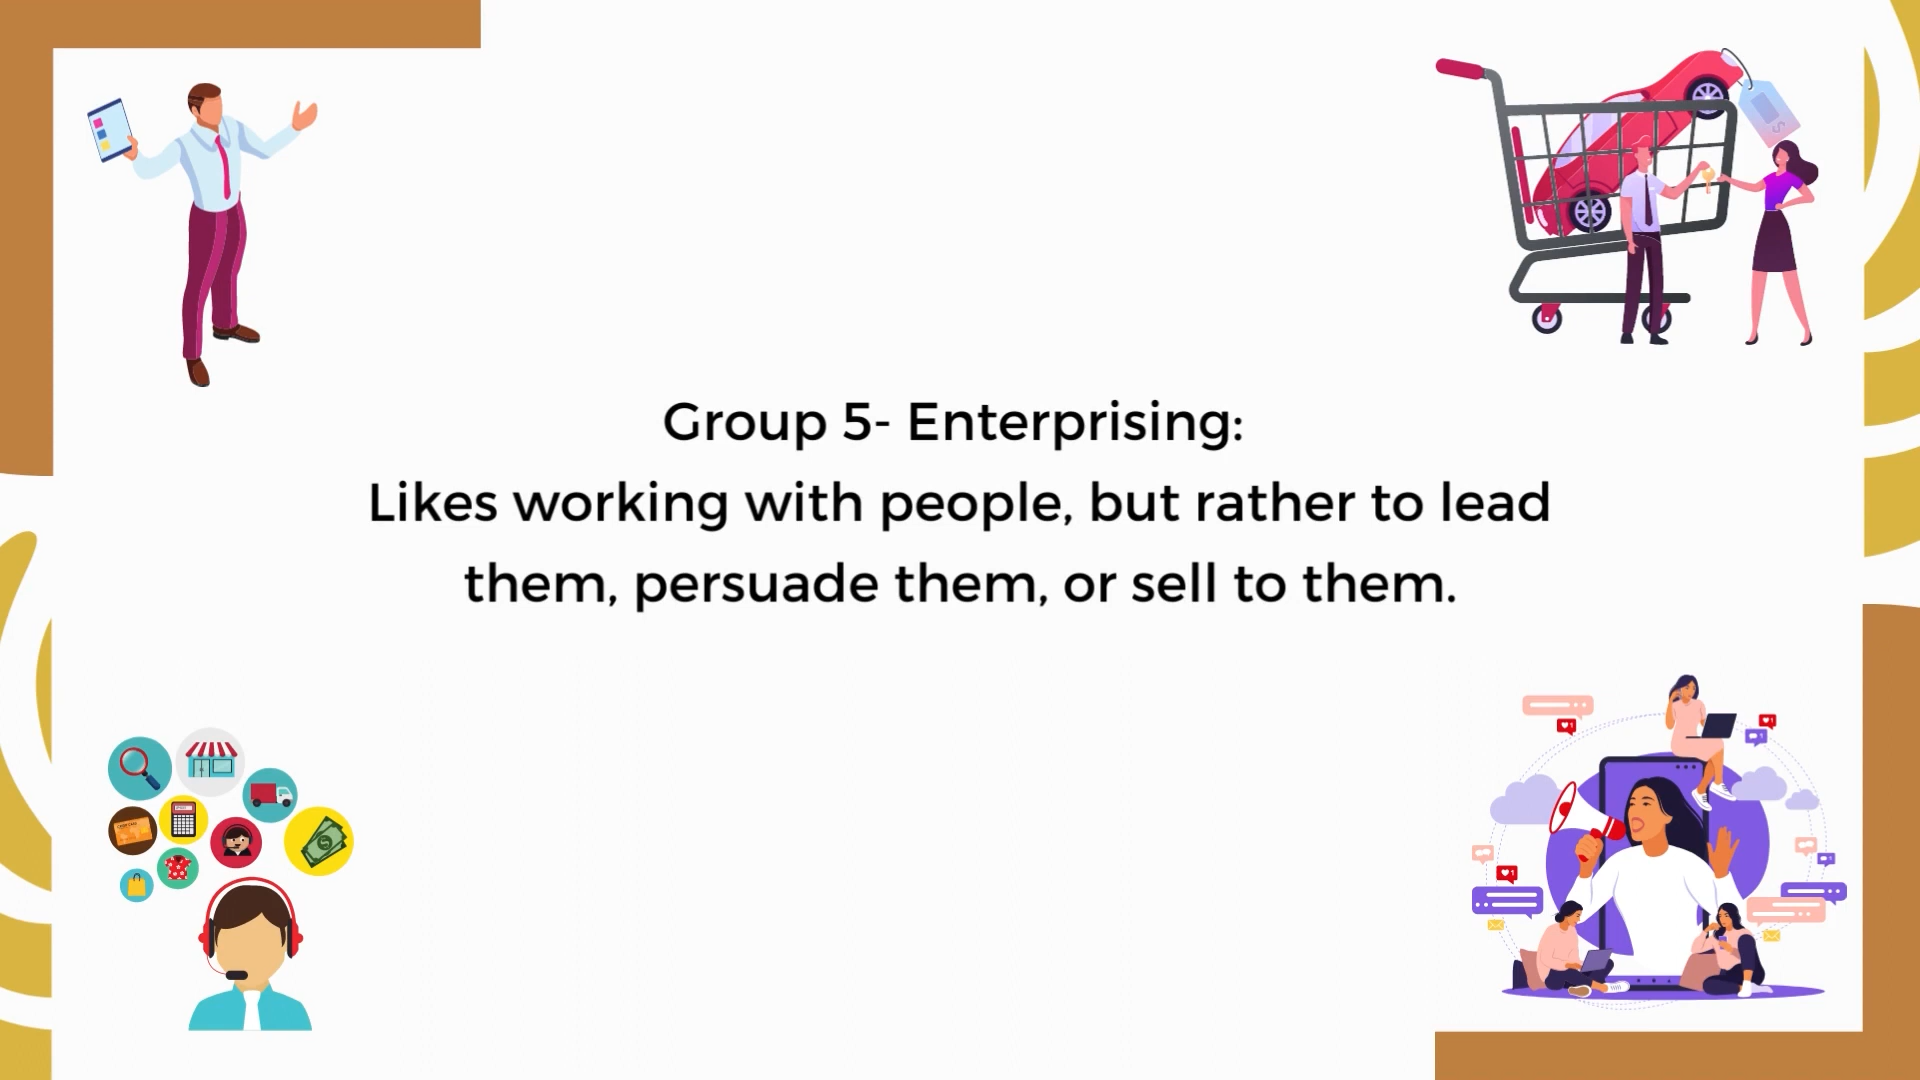 Group 5- Enterprising:
Likes working with people, but rather to lead
them, persuade them, or sell to them.